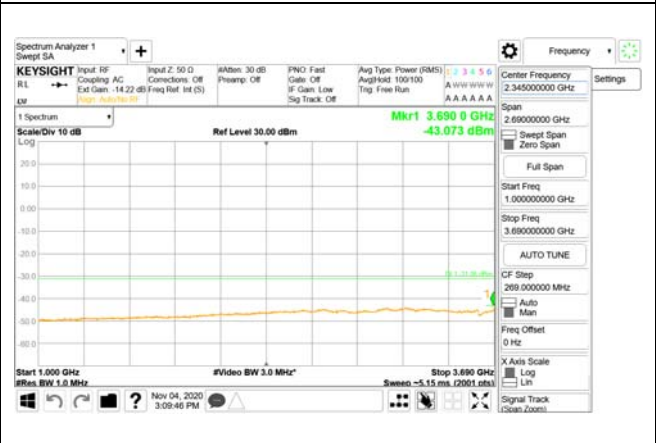 Spectrum Analyzer 1
Swept SA
+
Frequency
KEYSIGHT
RL
Input: RF
Coupling: AC
Ext Gain: -14.22 dB
Align: Auto/No RF
Input Z: 50 Ω
Corrections: Off
Freq Ref: Int (S)
#Atten: 30 dB
Preamp: Off
PNO: Fast
Gate: Off
IF Gain: Low
Sig Track: Off
Avg Type: Power (RMS)
Avg|Hold: 100/100
Trig: Free Run
1 2 3 4 5 6
A W W W W W
A A A A A A
Center Frequency
2.345000000 GHz
Settings
1 Spectrum
Scale/Div 10 dB
Ref Level 30.00 dBm
Mkr1 3.690 0 GHz
-43.073 dBm
Log
20.0
10.0
0.00
-10.0
-20.0
-30.0
-40.0
-50.0
-60.0
1
Start 1.000 GHz
#Video BW 3.0 MHz*
Stop 3.690 GHz
#Res BW 1.0 MHz
Sweep ~5.15 ms (2001 pts)
Span
2.69000000 GHz
Swept Span
Zero Span
Full Span
Start Freq
1.000000000 GHz
Stop Freq
3.690000000 GHz
AUTO TUNE
CF Step
269.000000 MHz
Auto
Man
Freq Offset
0 Hz
X Axis Scale
Log
Lin
Signal Track
(Span Zoom)
?
Nov 04, 2020
3:09:46 PM